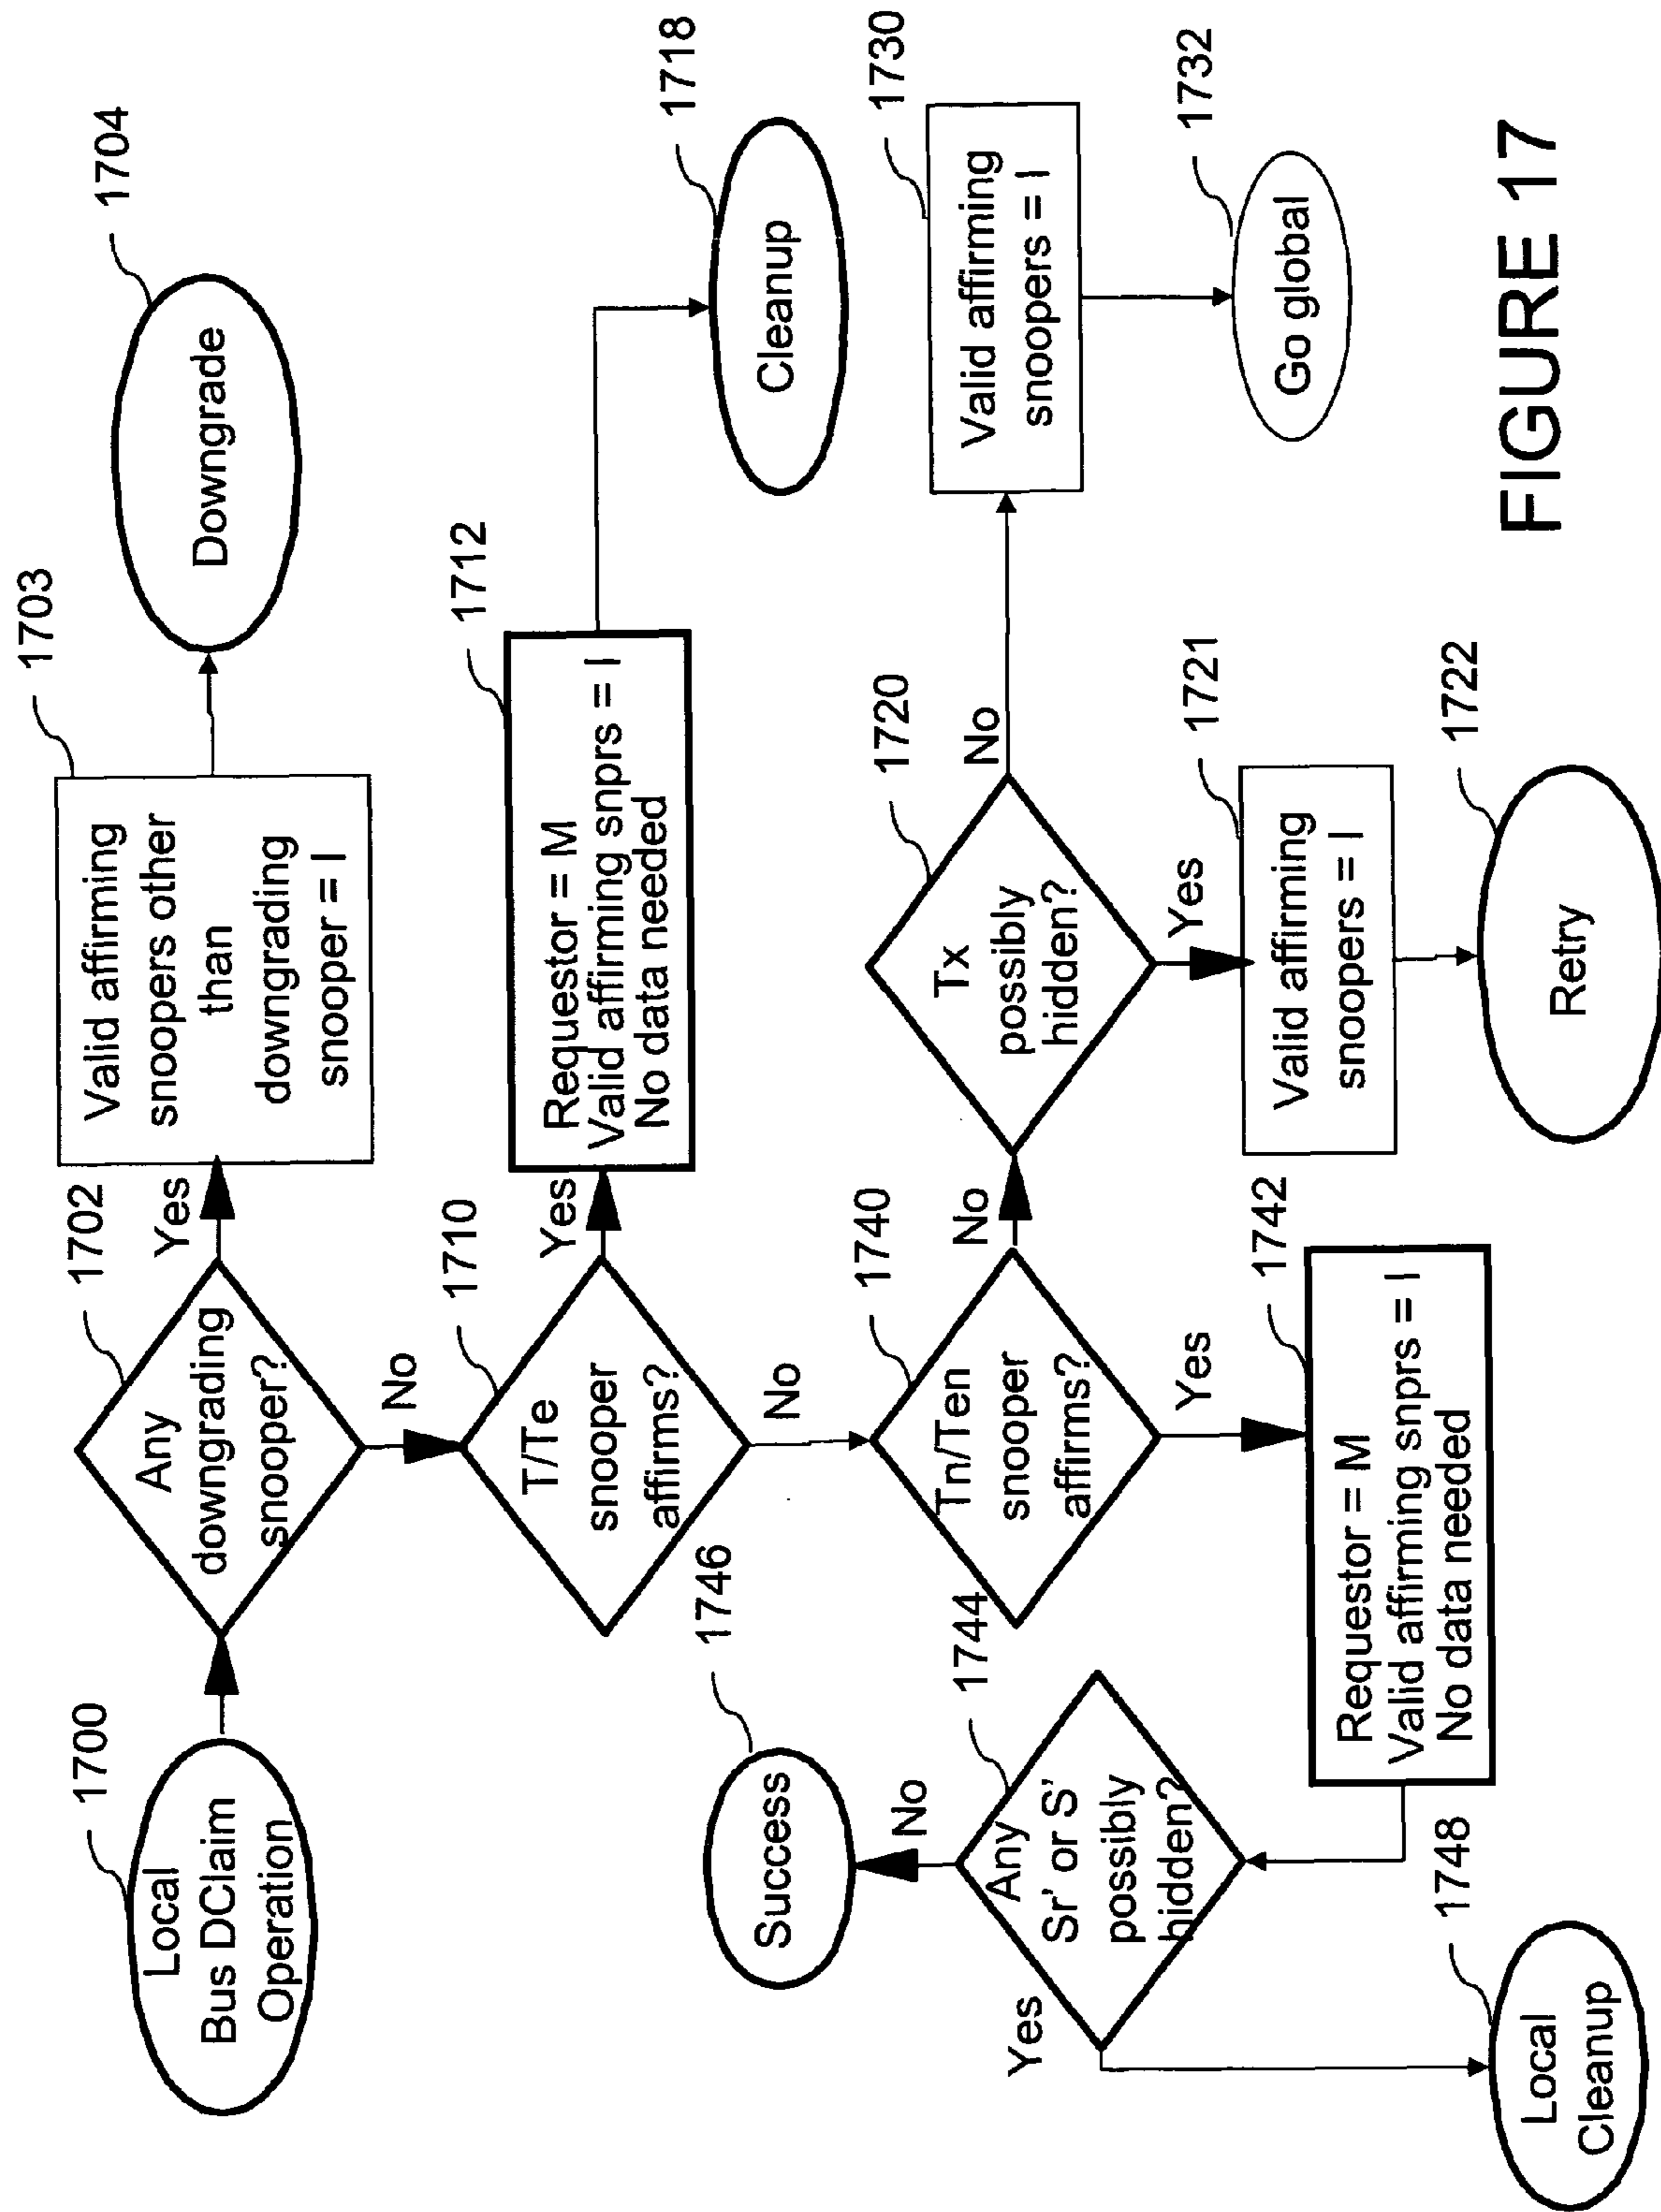 1700
Local
Bus DClaim
Operation
1702
Any
downgrading
snooper?
Yes
No
1703
Valid affirming
snoopers other
than
downgrading
snooper = I
1704
Downgrade
1710
T/Te
snooper
affirms?
Yes
No
1712
Requestor = M
Valid affirming snprs = I
No data needed
1718
Cleanup
1740
Tn/Ten
snooper
affirms?
No
Yes
1720
Tx
possibly
hidden?
No
Yes
1730
Valid affirming
snoopers = I
1732
Go global
1721
Valid affirming
snoopers = I
1722
Retry
1742
Requestor = M
Valid affirming snprs = I
No data needed
1744
Any
Sr' or S'
possibly
hidden?
No
Yes
1746
Success
1748
Local
Cleanup
FIGURE 17